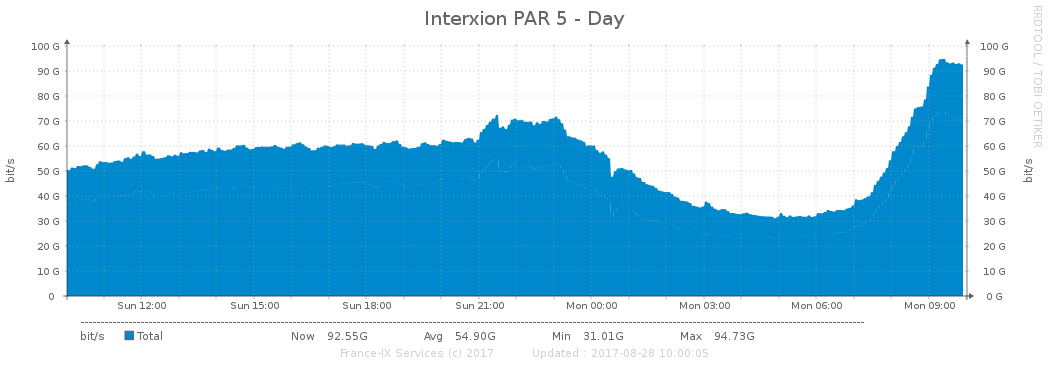 Interxion PAR 5 - Day
RRDTOOL / TOBI OETIKER
100 G 100 G
90 G 90 G
80 G 80 G
70 G 70 G
60 G 60 G
50 G 50 G
40 G 40 G
30 G 30 G
20 G 20 G
10 G 10 G
0 0 G
bit/s bit/s
Sun 12:00 Sun 15:00 Sun 18:00 Sun 21:00 Mon 00:00 Mon 03:00 Mon 06:00 Mon 09:00
bit/s Total Now 92.55G Avg 54.90G Min 31.01G Max 94.73G
France-IX Services (c) 2017 Updated : 2017-08-28 10:00:05